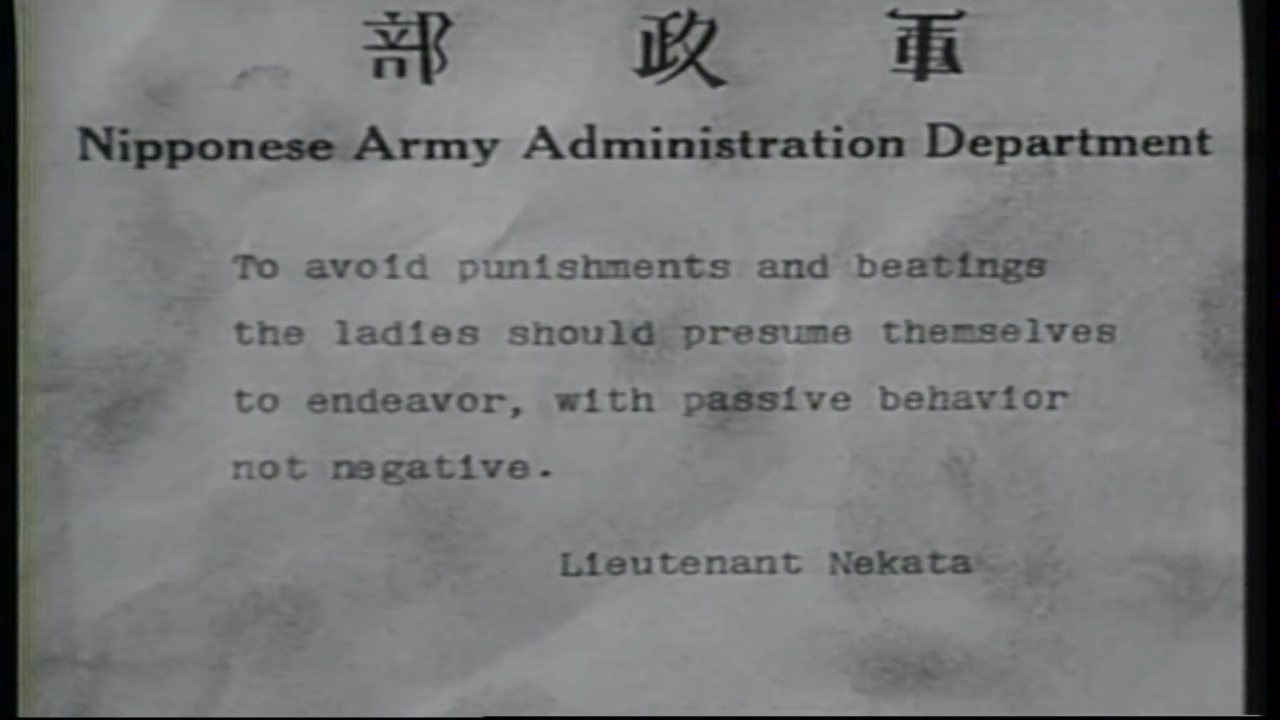 部 政 軍
Nipponese Army Administration Department
To avoid punishments and beatings
the ladies should presume themselves
to endeavor, with passive behavior
not negative.
Lieutenant Nekata